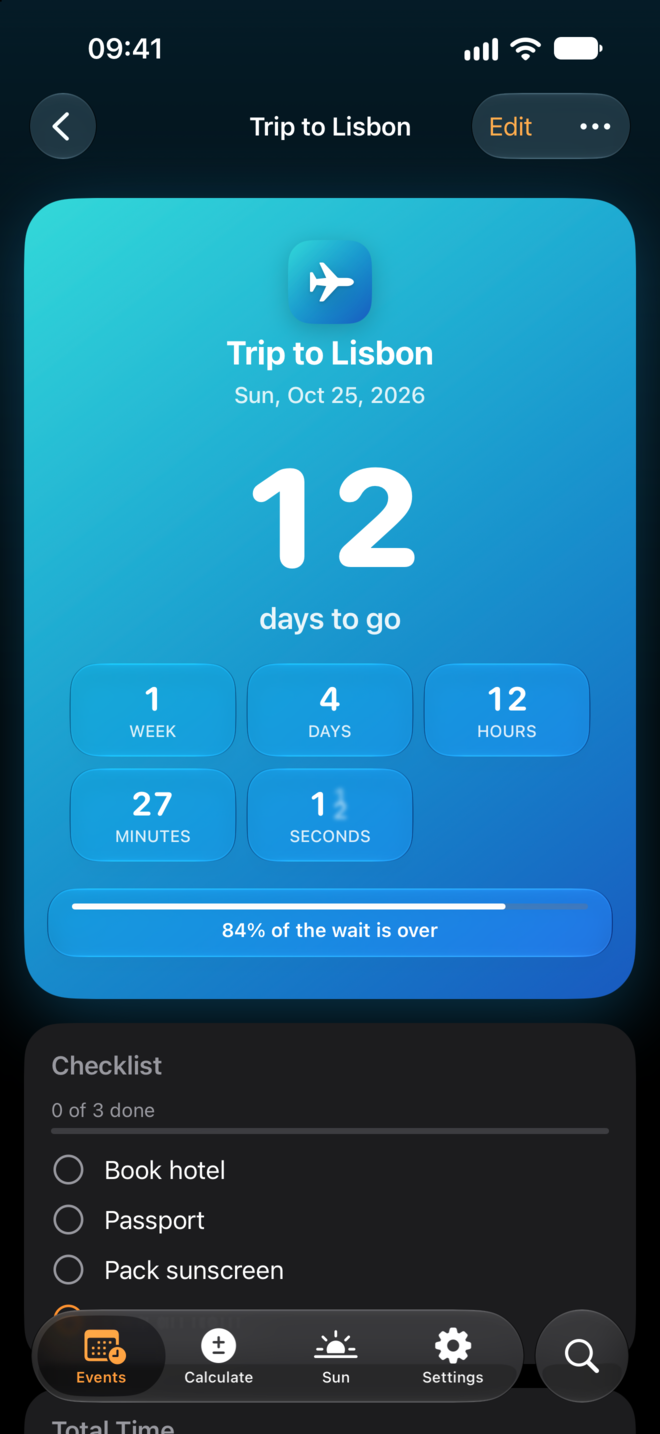 09:41
Trip to Lisbon
Edit
Trip to Lisbon
Sun, Oct 25, 2026
12
days to go
1
WEEK
4
DAYS
12
HOURS
27
MINUTES
1
SECONDS
84% of the wait is over
Checklist
0 of 3 done
Book hotel
Passport
Pack sunscreen
Events
Calculate
Sun
Settings
Total Time